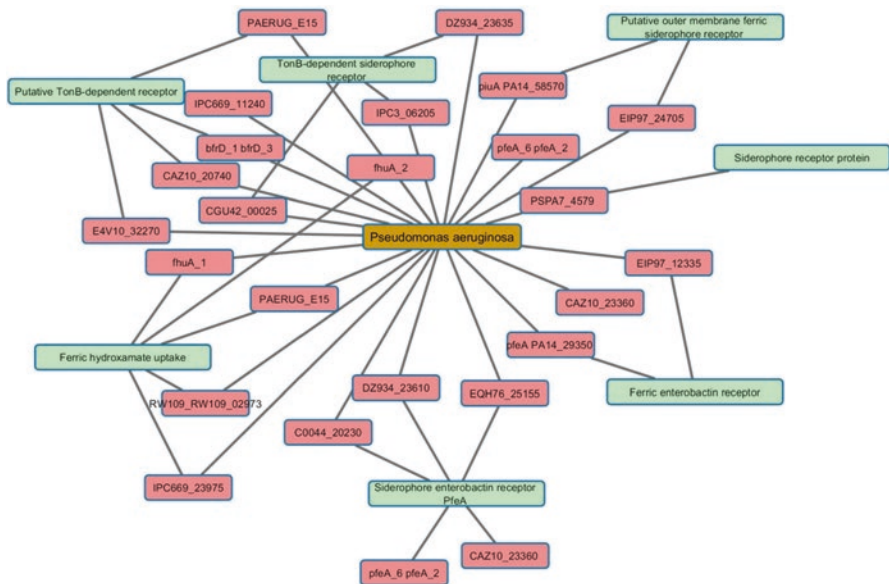 PAERUG_E15
DZ934_23635
Putative outer membrane ferric
siderophore receptor
TonB-dependent siderophore
receptor
Putative TonB-dependent receptor
piuA PA14_58570
IPC669_11240
IPC3_06205
EIP97_24705
bfrD_1 bfrD_3
pfeA_6 pfeA_2
Siderophore receptor protein
fhuA_2
CAZ10_20740
PSPA7_4579
CGU42_00025
E4V10_32270
Pseudomonas aeruginosa
fhuA_1
EIP97_12335
PAERUG_E15
CAZ10_23360
pfeA PA14_29350
Ferric hydroxamate uptake
DZ934_23610
EQH76_25155
Ferric enterobactin receptor
RW109_RW109_02973
C0044_20230
IPC669_23975
Siderophore enterobactin receptor
PfeA
CAZ10_23360
pfeA_6 pfeA_2